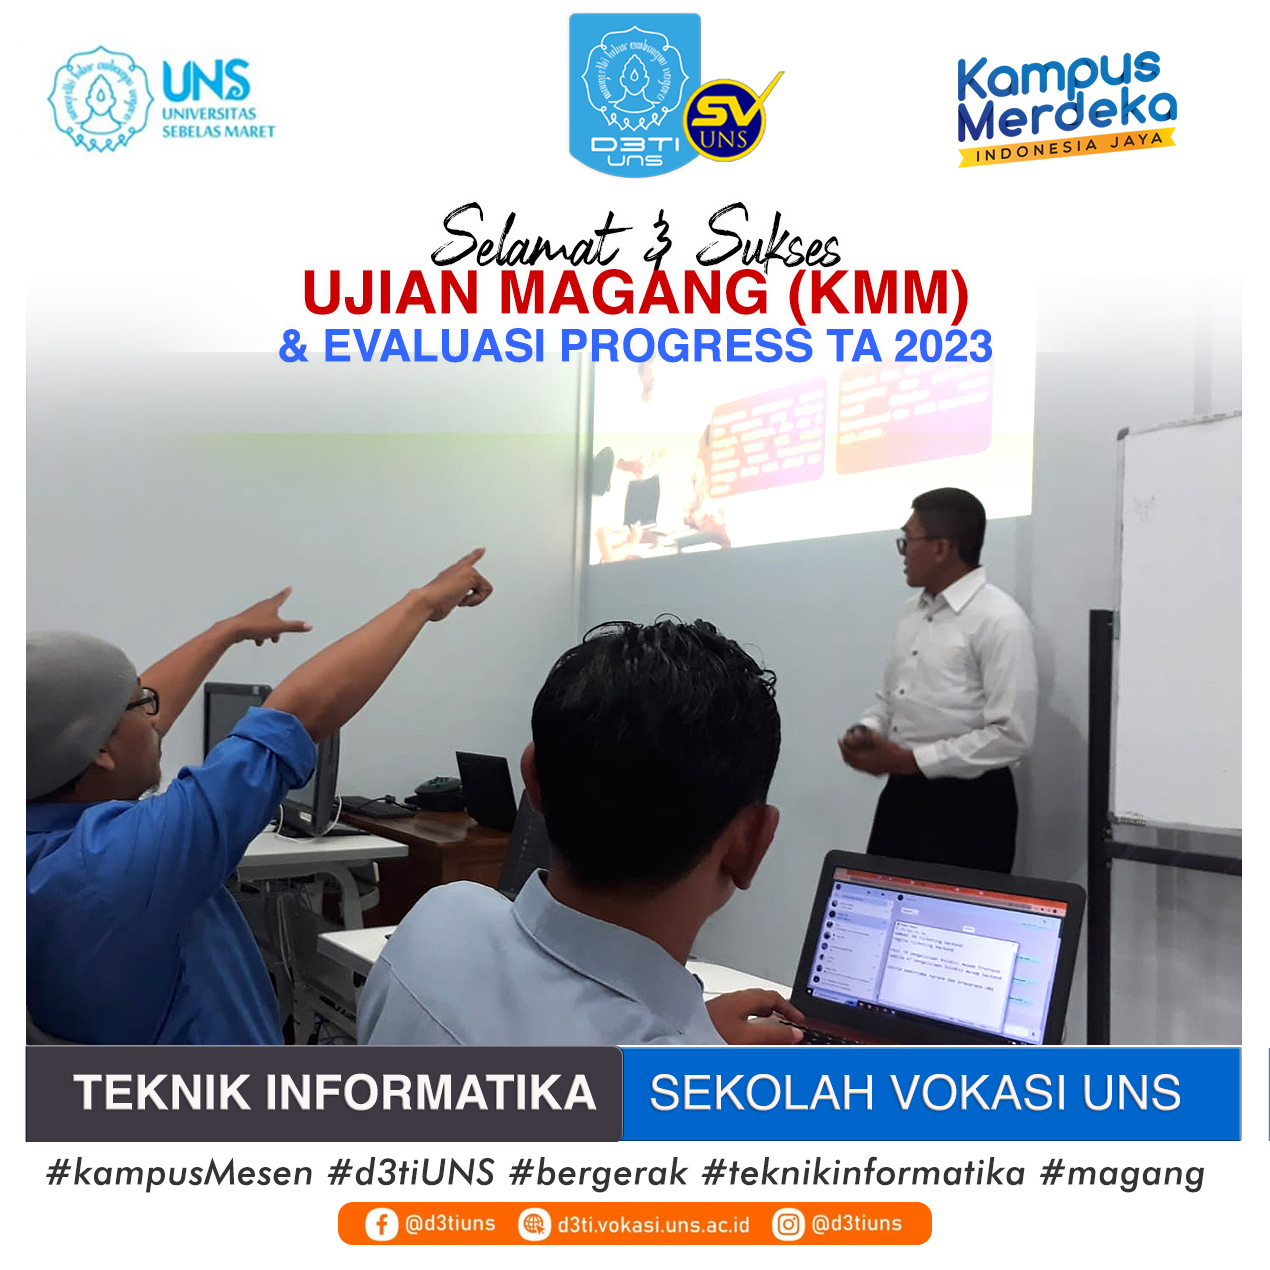 UNS
UNIVERSITAS
SEBELAS MARET
D3TI
UNS
SV
UNS
Kampus
Merdeka
INDONESIA JAYA
Selamat & Sukses
UJIAN MAGANG (KMM)
& EVALUASI PROGRESS TA 2023
TEKNIK INFORMATIKA
SEKOLAH VOKASI UNS
#kampusMesen #d3tiUNS #bergerak #teknikinformatika #magang
@d3tiuns d3ti.vokasi.uns.ac.id @d3tiuns